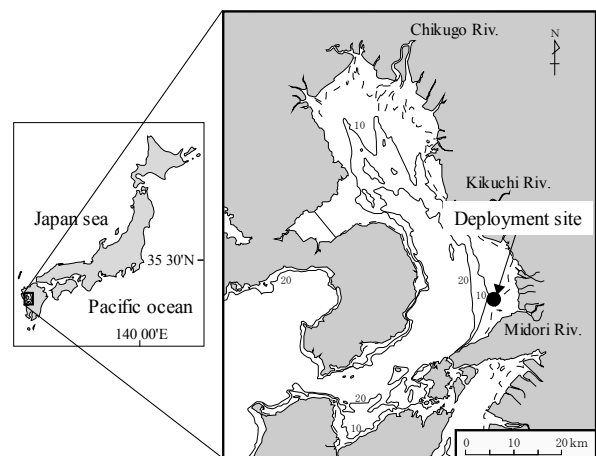 Chikugo Riv.
N
10
Kikuchi Riv.
Japan sea
Deployment site
35 30'N
20
20
10
Pacific ocean
Midori Riv.
140 00'E
20
10
0 10 20 km